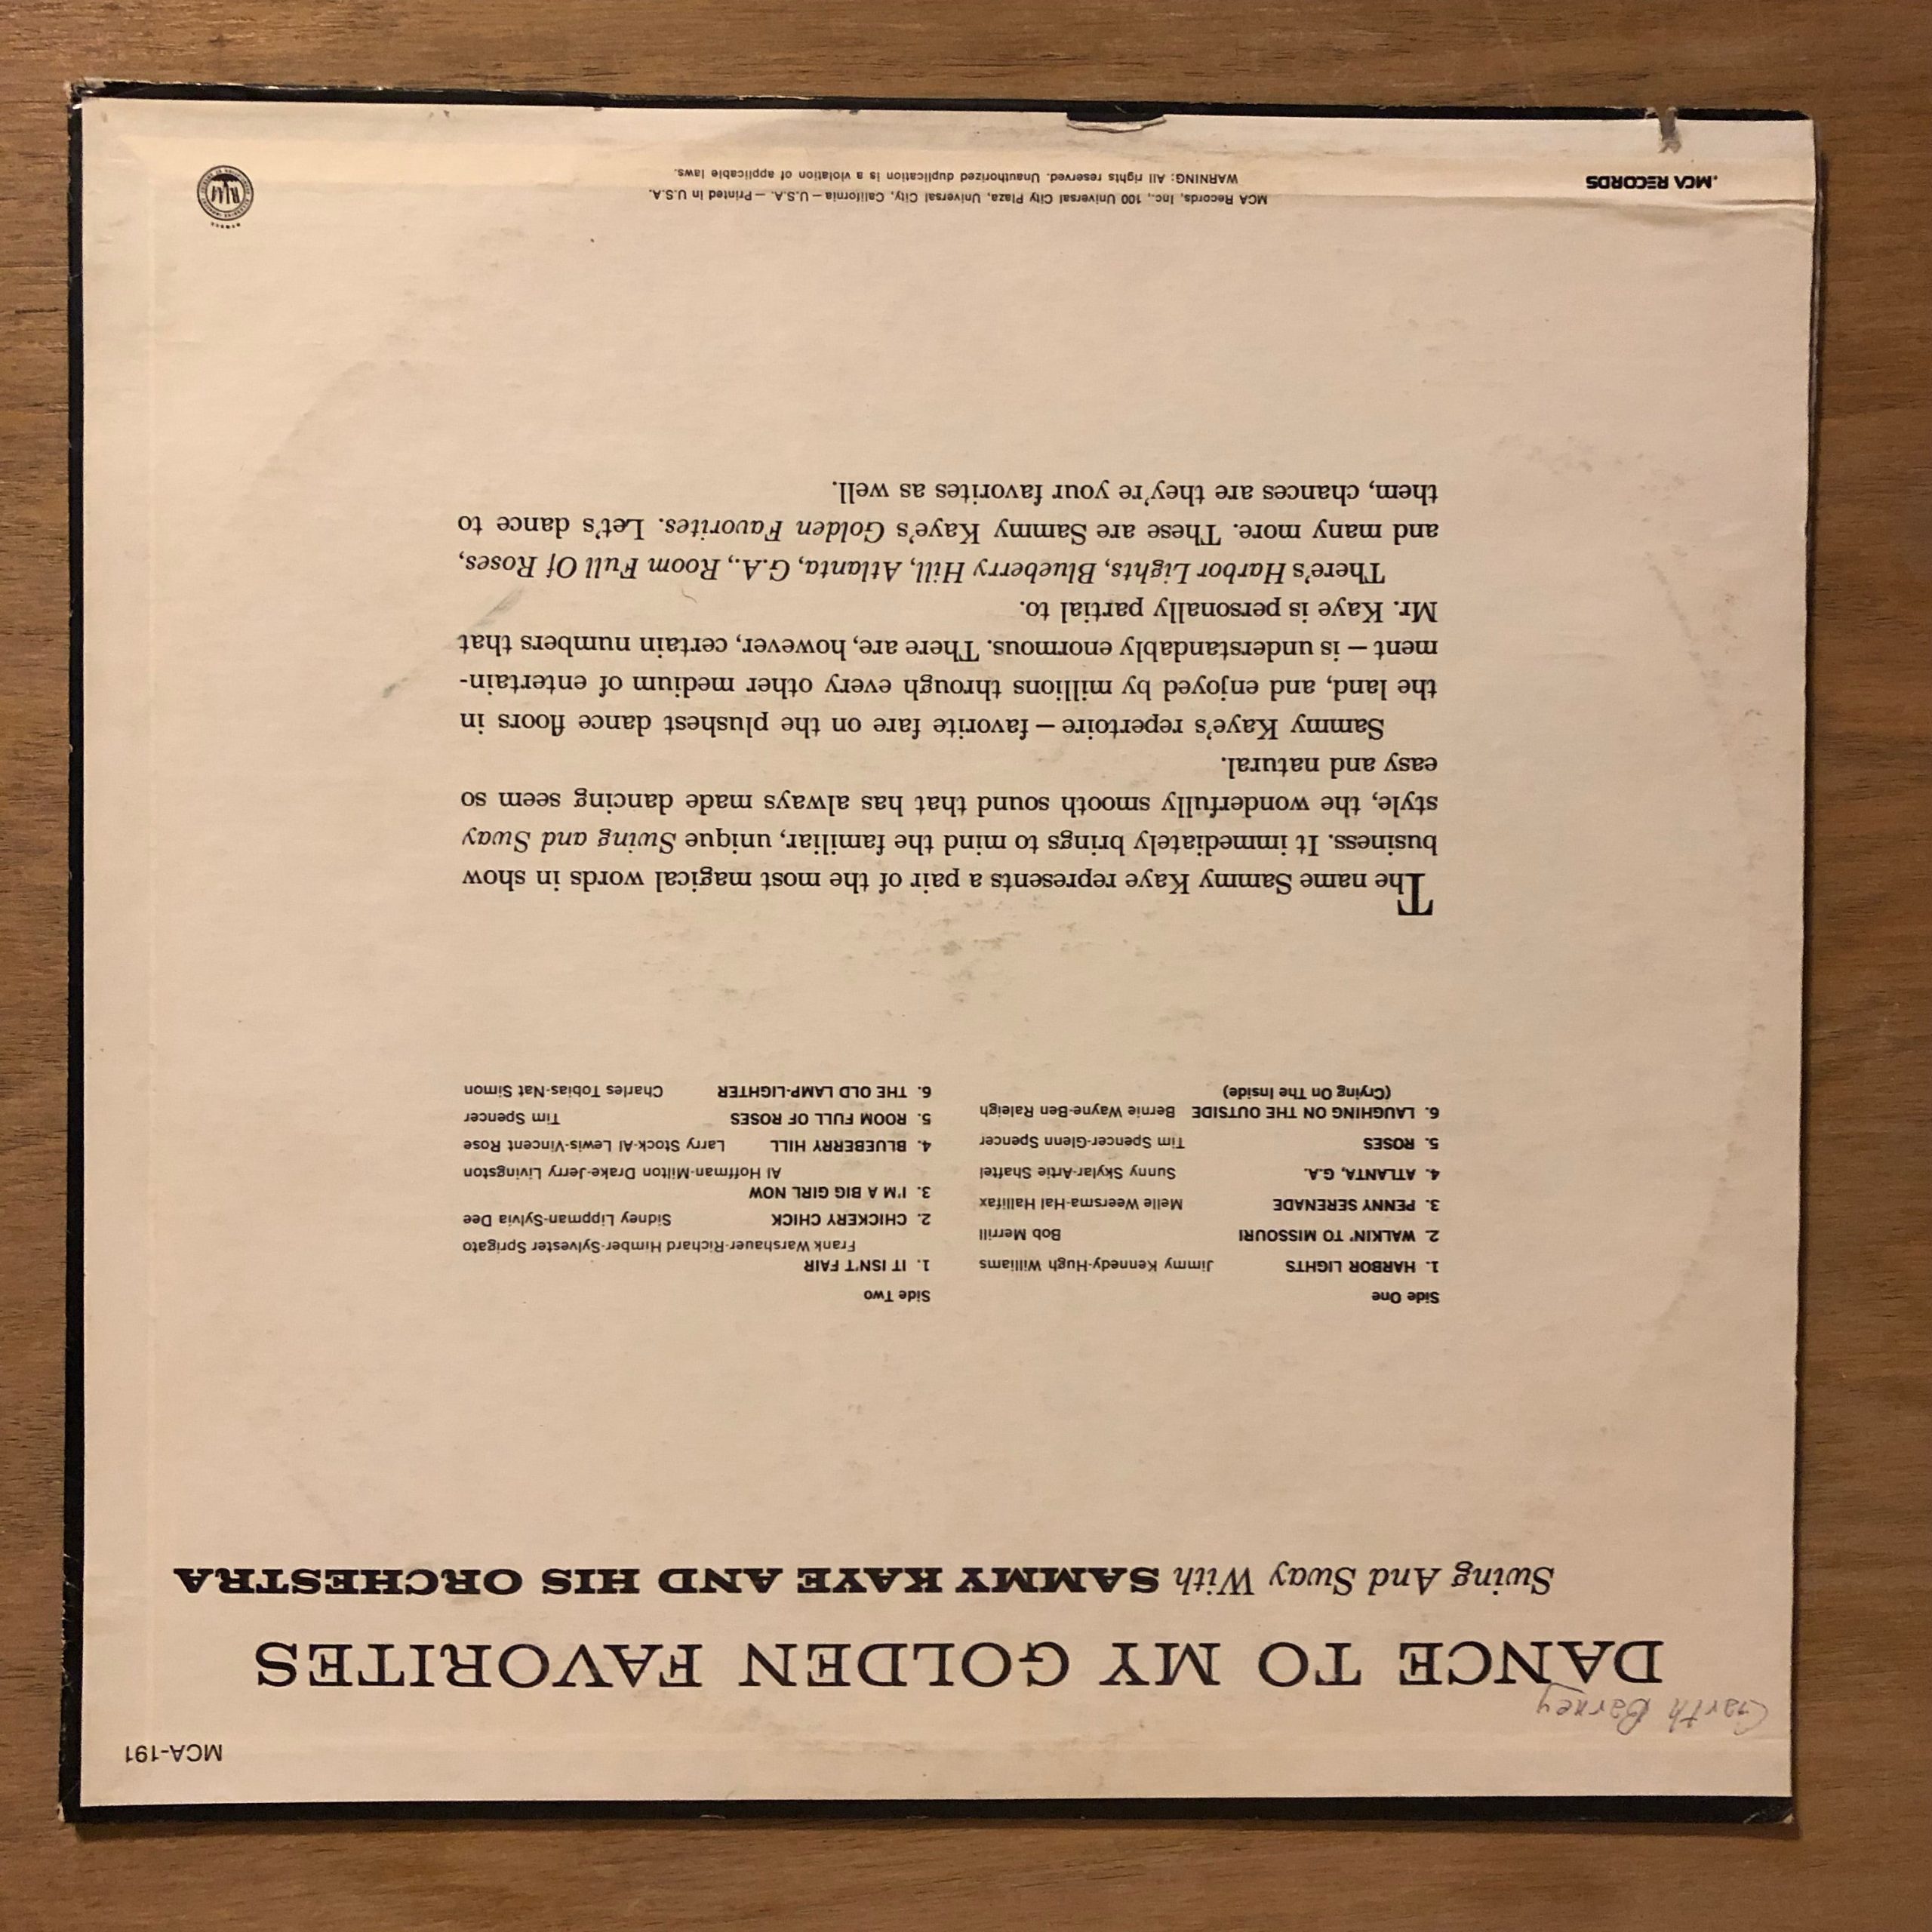 MCA-191
Garth Barney
DANCE TO MY GOLDEN FAVORITES
Swing And Sway With SAMMY KAYE AND HIS ORCHESTRA
Side One
1. HARBOR LIGHTS Jimmy Kennedy-Hugh Williams
2. WALKIN' TO MISSOURI Bob Merrill
3. PENNY SERENADE Melle Weersma-Hal Hallifax
4. ATLANTA, G.A. Sunny Skylar-Artie Shaftel
5. ROSES Tim Spencer-Glenn Spencer
6. LAUGHING ON THE OUTSIDE Bernie Wayne-Ben Raleigh
(Crying On The Inside)
Side Two
1. IT ISN'T FAIR
Frank Warshauer-Richard Himber-Sylvester Sprigato
2. CHICKERY CHICK Sidney Lippman-Sylvia Dee
3. I'M A BIG GIRL NOW
Al Hoffman-Milton Drake-Jerry Livingston
4. BLUEBERRY HILL Larry Stock-Al Lewis-Vincent Rose
5. ROOM FULL OF ROSES Tim Spencer
6. THE OLD LAMP-LIGHTER Charles Tobias-Nat Simon
The name Sammy Kaye represents a pair of the most magical words in show
business. It immediately brings to mind the familiar, unique Swing and Sway
style, the wonderfully smooth sound that has always made dancing seem so
easy and natural.
Sammy Kaye's repertoire — favorite fare on the plushest dance floors in
the land, and enjoyed by millions through every other medium of entertain-
ment — is understandably enormous. There are, however, certain numbers that
Mr. Kaye is personally partial to.
There's Harbor Lights, Blueberry Hill, Atlanta, G.A., Room Full Of Roses,
and many more. These are Sammy Kaye's Golden Favorites. Let's dance to
them, chances are they're your favorites as well.
.MCA RECORDS
MCA Records, Inc., 100 Universal City Plaza, Universal City, California — U.S.A. — Printed in U.S.A.
WARNING: All rights reserved. Unauthorized duplication is a violation of applicable laws.
MEMBER
RIAA